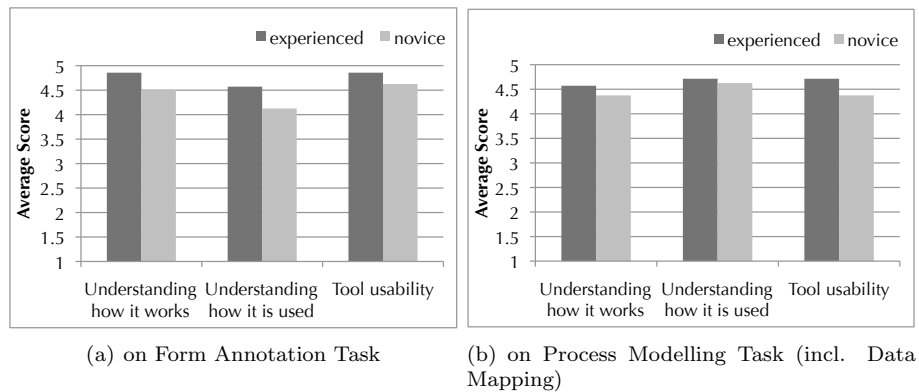 experienced novice
5
4.5
4
3.5
3
2.5
2
1.5
1
Average Score
Understanding how it works
Understanding how it is used
Tool usability
(a) on Form Annotation Task
experienced novice
5
4.5
4
3.5
3
2.5
2
1.5
1
Average Score
Understanding how it works
Understanding how it is used
Tool usability
(b) on Process Modelling Task (incl. Data
Mapping)